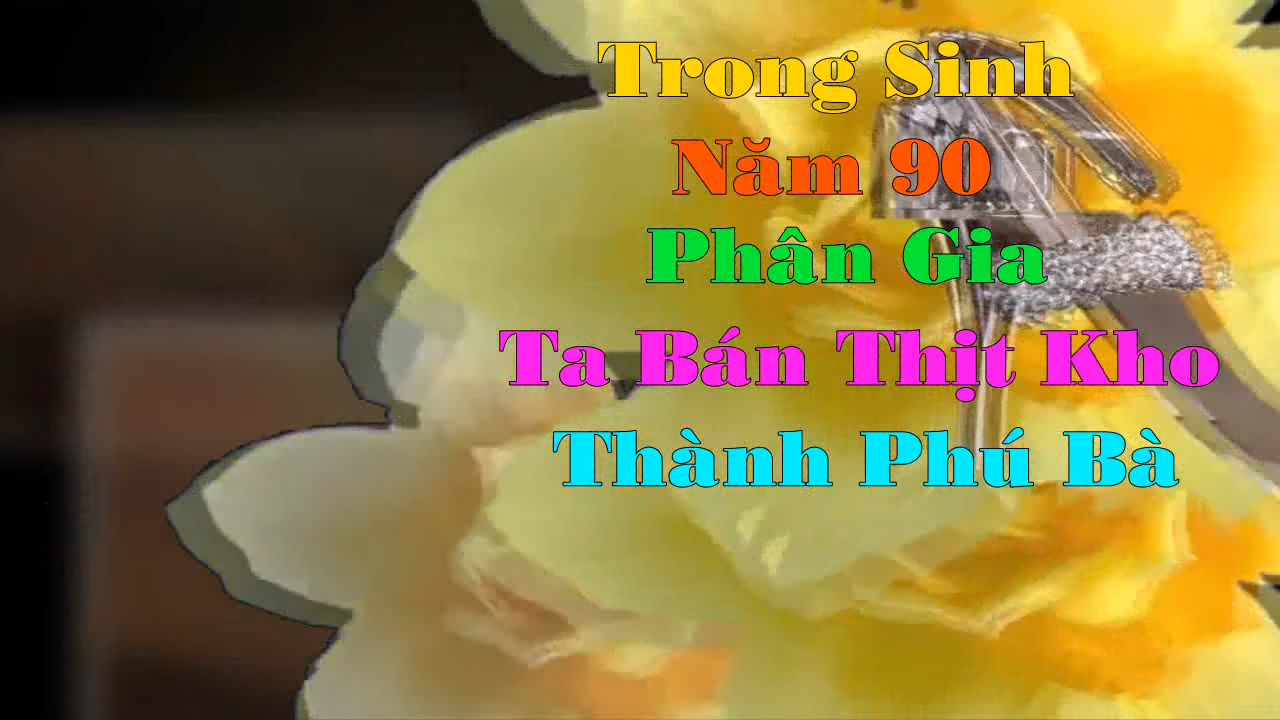 Trong Sinh
Năm 90
Phân Gia
Ta Bán Thịt Kho
Thành Phú Bà